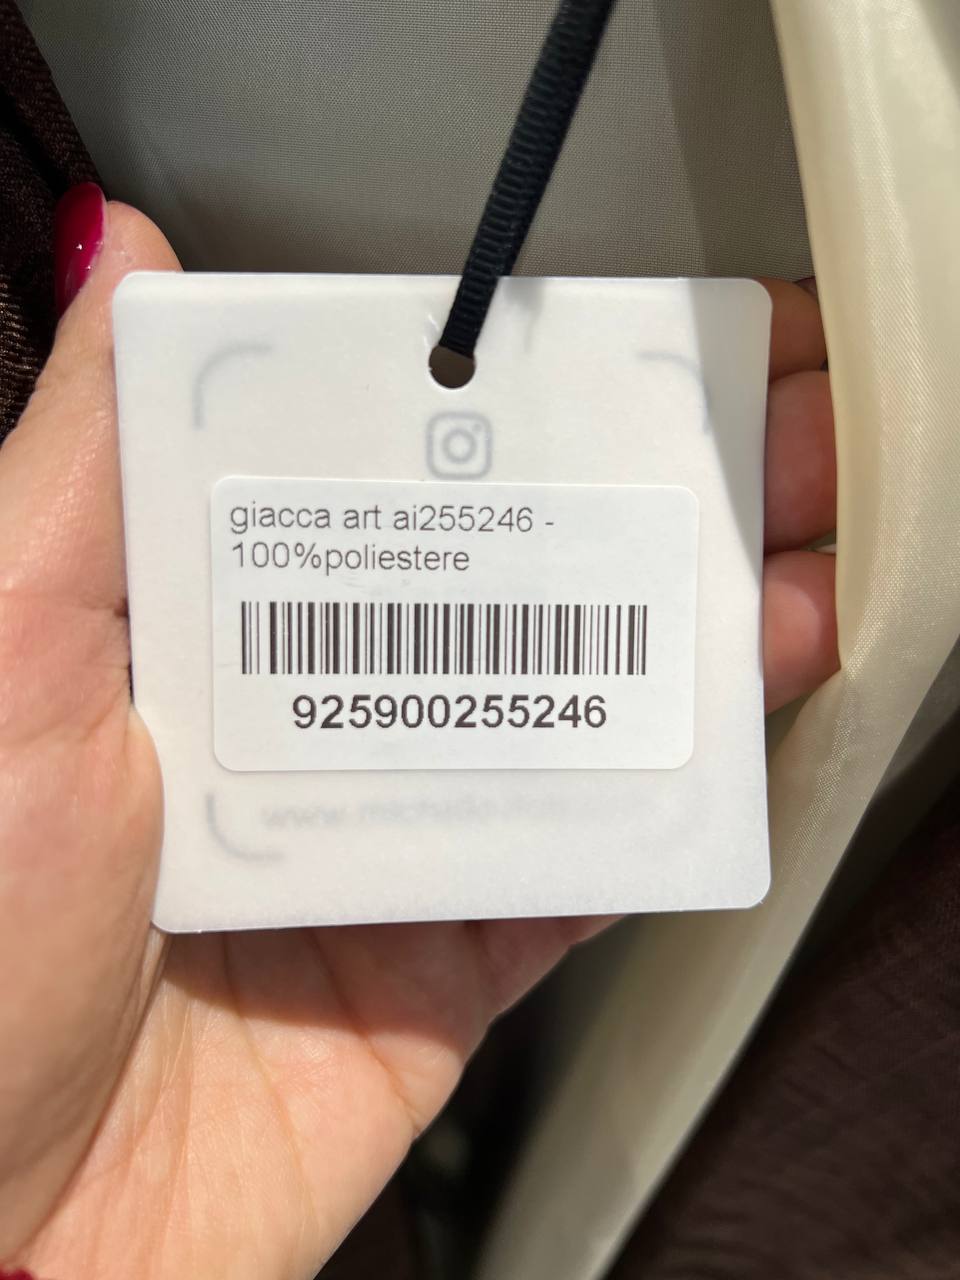 giacca art ai255246 -
100%poliestere
925900255246